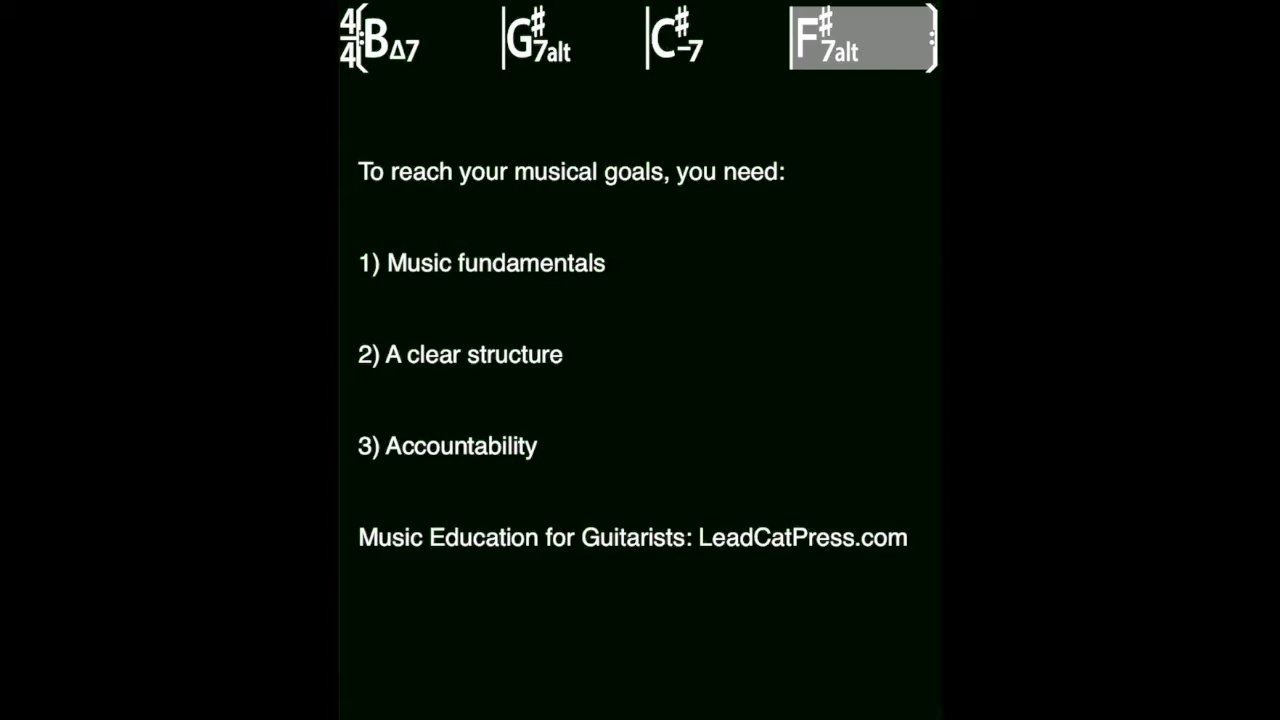 4/4 BΔ7 G♯7alt C♯-7 F♯7alt
To reach your musical goals, you need:
1) Music fundamentals
2) A clear structure
3) Accountability
Music Education for Guitarists: LeadCatPress.com